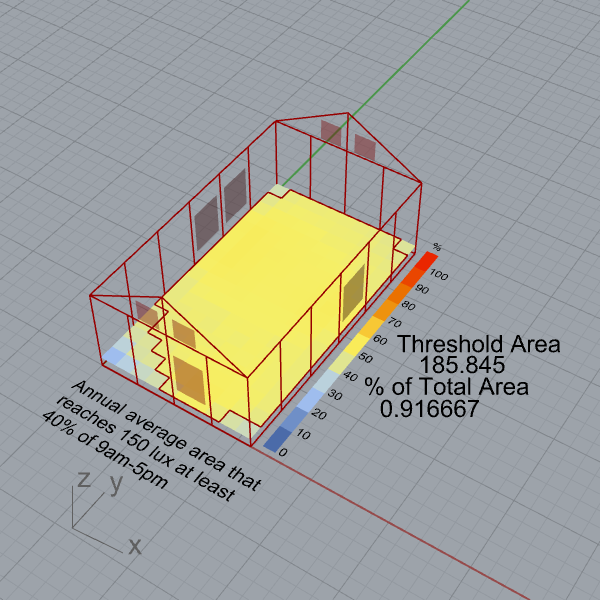 %
100
90
80
70
60
50
40
30
20
10
0
Threshold Area
185.845
% of Total Area
0.916667
Annual average area that
reaches 150 lux at least
40% of 9am-5pm
z
y
x